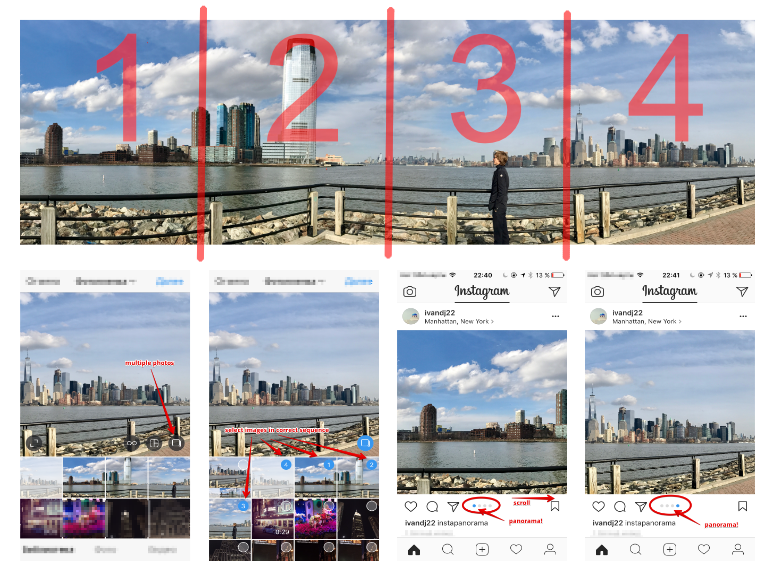 1 2 3 4
multiple photos
select images in correct sequence
4 1 2
3
0:29
22:40 13 %
Instagram
ivandj22
Manhattan, New York >
scroll
panorama!
ivandj22 instapanorama
22:41 13 %
Instagram
ivandj22
Manhattan, New York >
panorama!
ivandj22 instapanorama